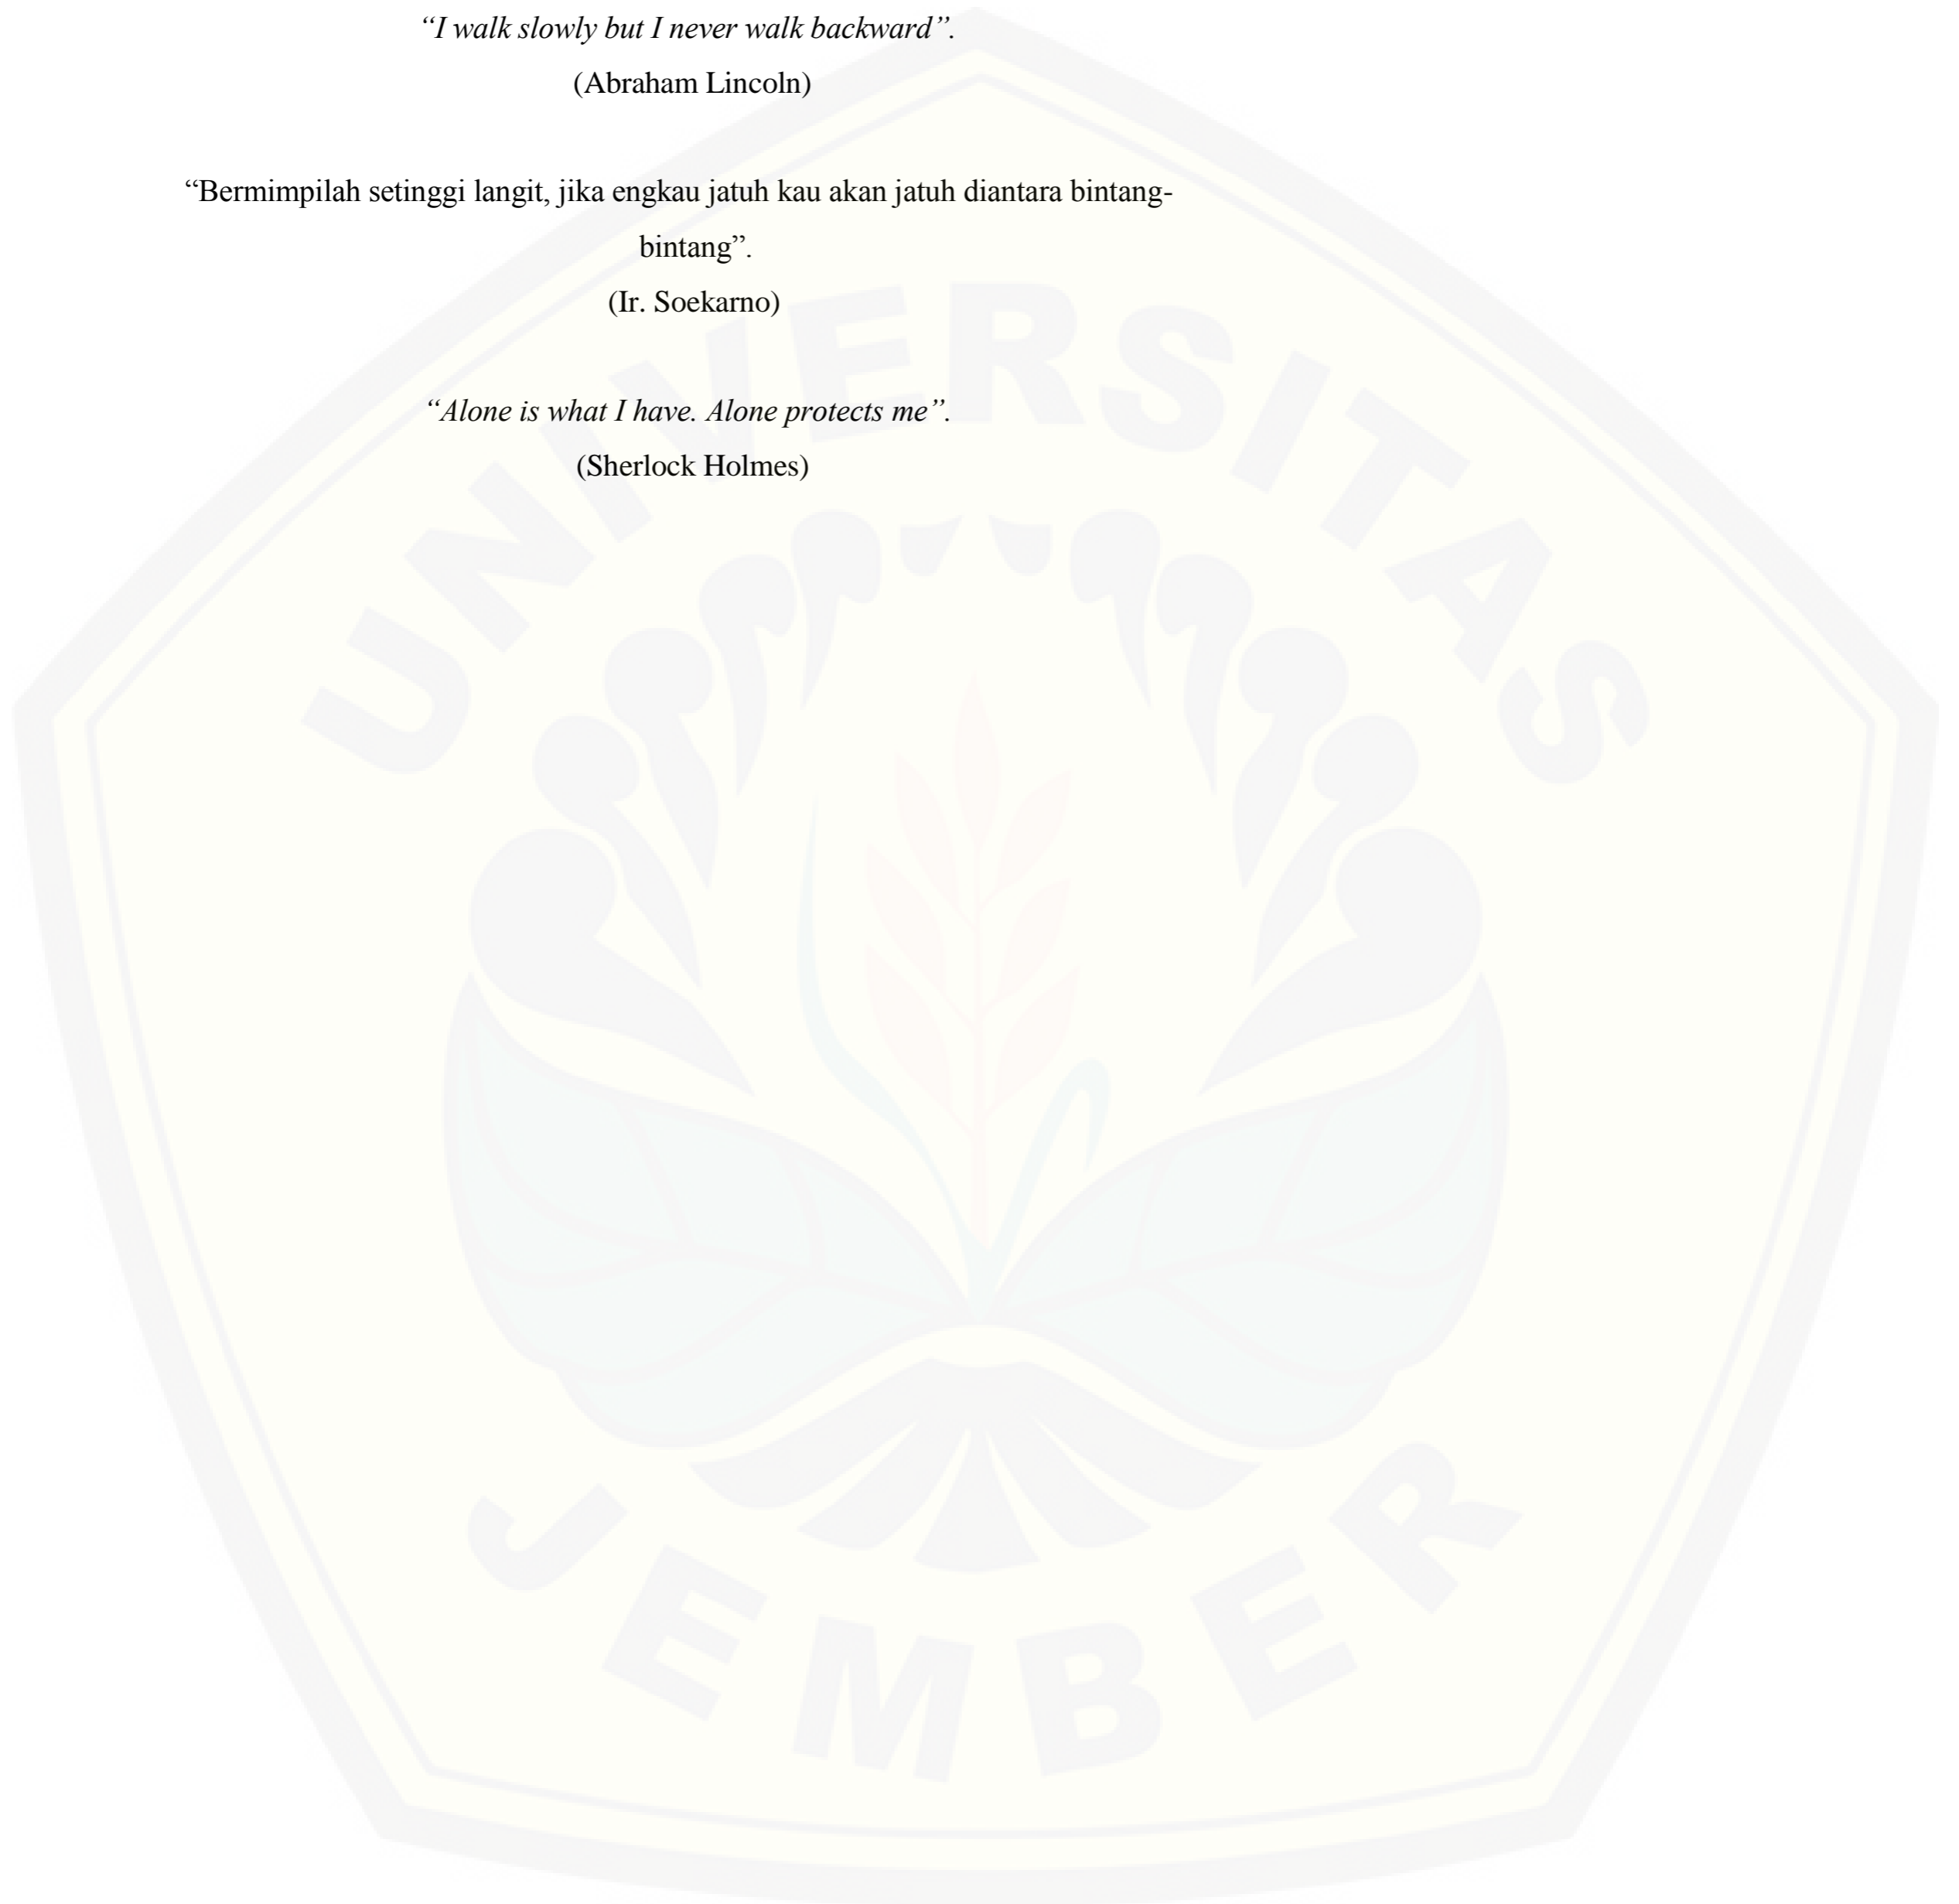 “I walk slowly but I never walk backward”.
(Abraham Lincoln)
“Bermimpilah setinggi langit, jika engkau jatuh kau akan jatuh diantara bintang-
bintang”.
(Ir. Soekarno)
“Alone is what I have. Alone protects me”.
(Sherlock Holmes)
UNIVERSITAS
JEMBER